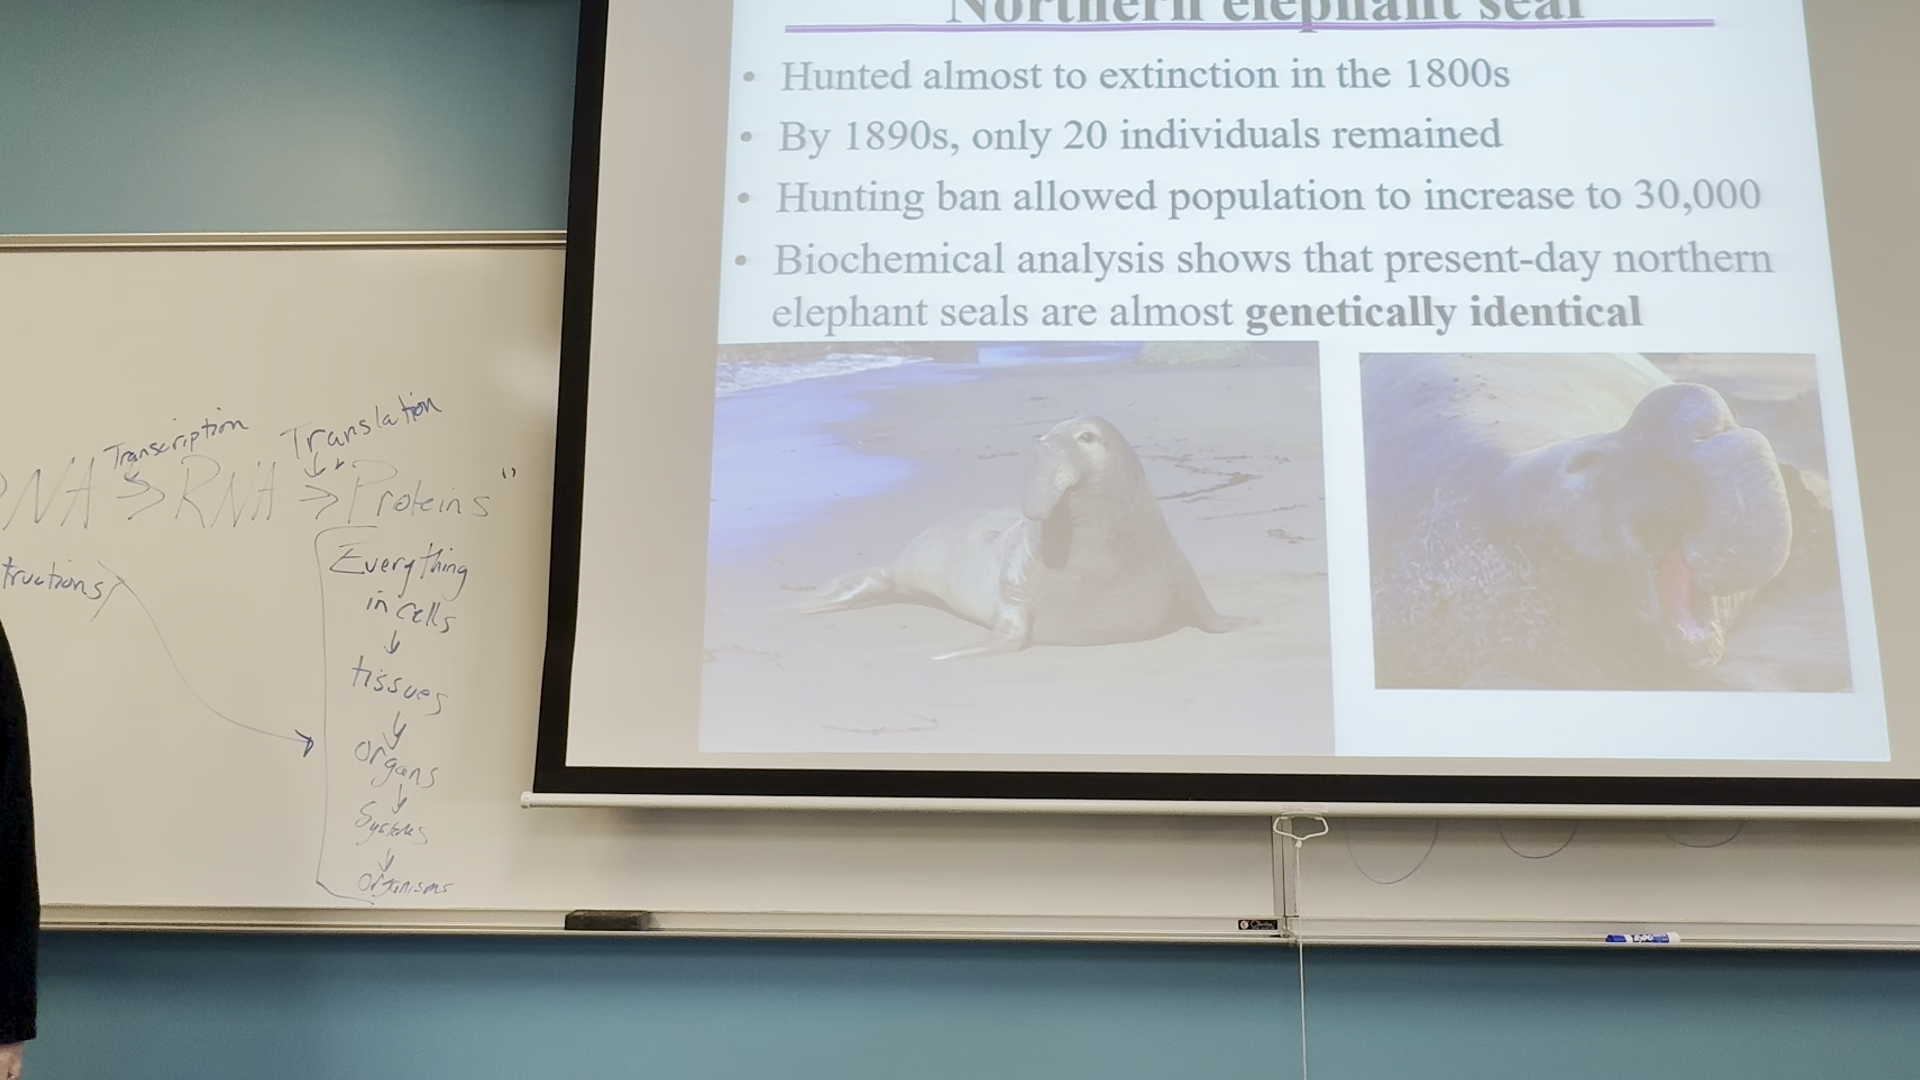 Northern elephant seal
• Hunted almost to extinction in the 1800s
• By 1890s, only 20 individuals remained
• Hunting ban allowed population to increase to 30,000
• Biochemical analysis shows that present-day northern
elephant seals are almost genetically identical
Transcription Translation
DNA → RNA → Proteins"
tructions
Everything
in cells
↓
tissues
↓
organs
↓
Systems
↓
organisms
EXPO